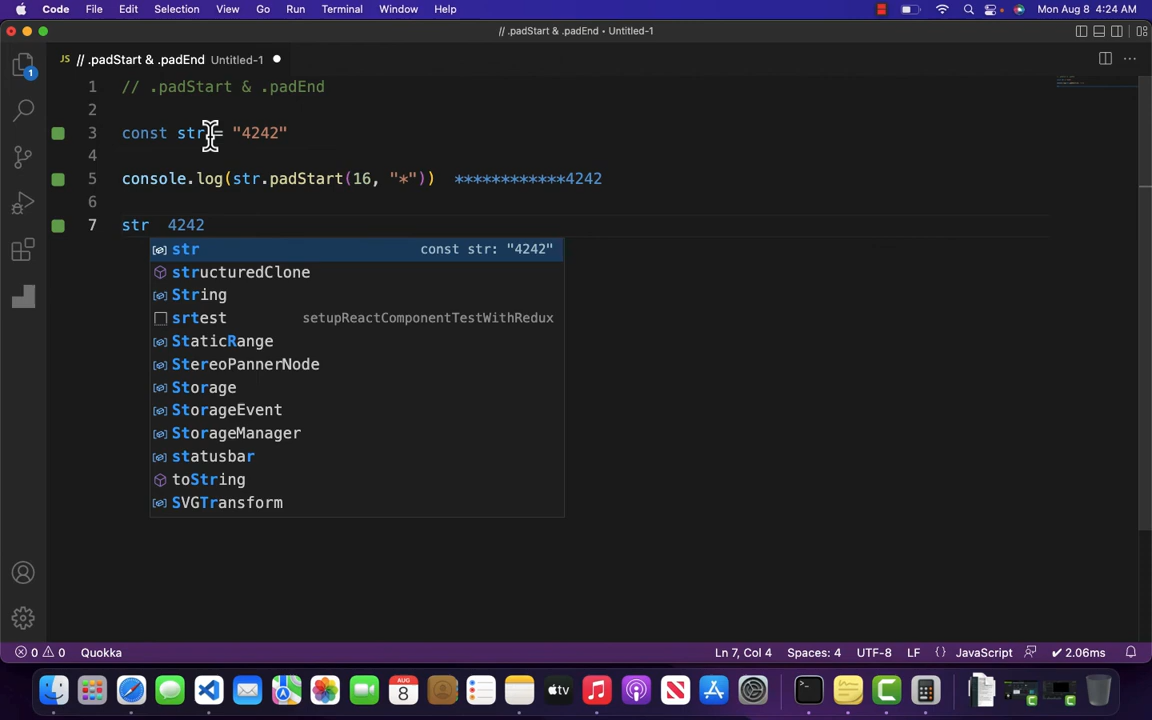 Code File Edit Selection View Go Run Terminal Window Help Mon Aug 8 4:24 AM
// .padStart & .padEnd • Untitled-1
JS // .padStart & .padEnd Untitled-1 ●
1 // .padStart & .padEnd
2
3 const str = "4242"
4
5 console.log(str.padStart(16, "*")) ************4242
6
7 str 4242
str const str: "4242"
structuredClone
String
srtest setupReactComponentTestWithRedux
StaticRange
StereoPannerNode
Storage
StorageEvent
StorageManager
statusbar
toString
SVGTransform
1
0 0 Quokka Ln 7, Col 4 Spaces: 4 UTF-8 LF {} JavaScript ✔ 2.06ms
AUG
8
tv